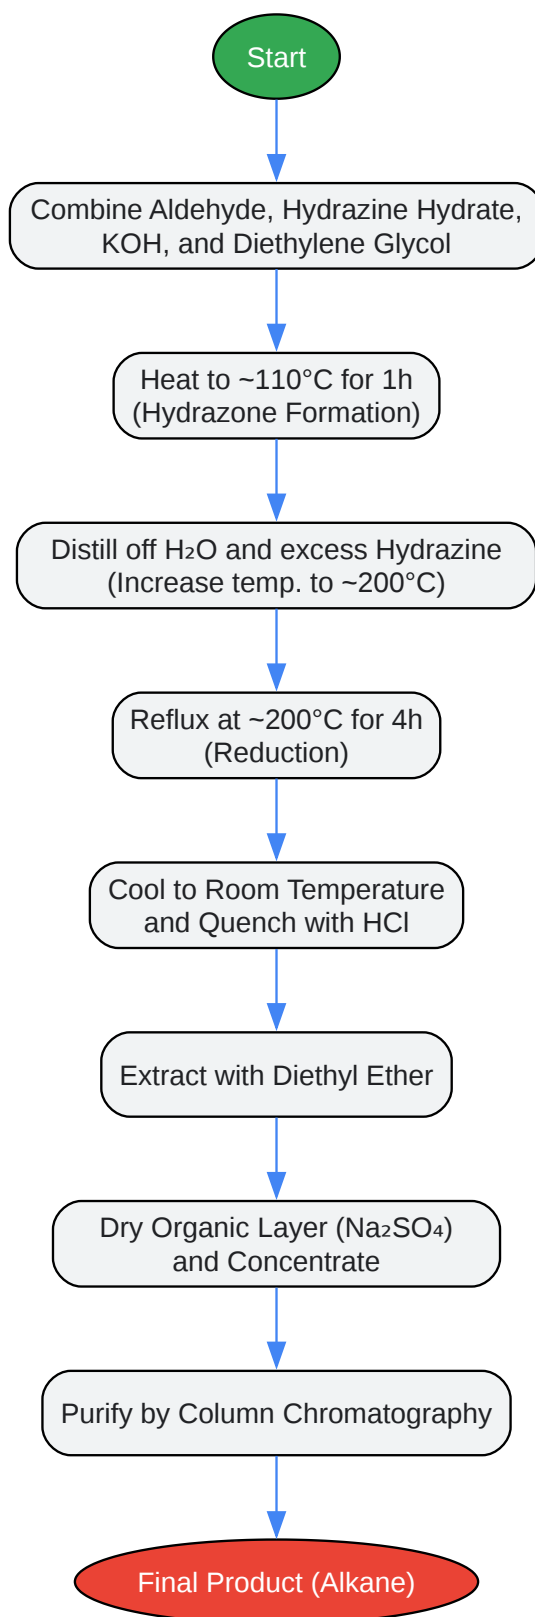 Start
Combine Aldehyde, Hydrazine Hydrate,
KOH, and Diethylene Glycol
Heat to ~110°C for 1h
(Hydrazone Formation)
Distill off H₂O and excess Hydrazine
(Increase temp. to ~200°C)
Reflux at ~200°C for 4h
(Reduction)
Cool to Room Temperature
and Quench with HCl
Extract with Diethyl Ether
Dry Organic Layer (Na₂SO₄)
and Concentrate
Purify by Column Chromatography
Final Product (Alkane)